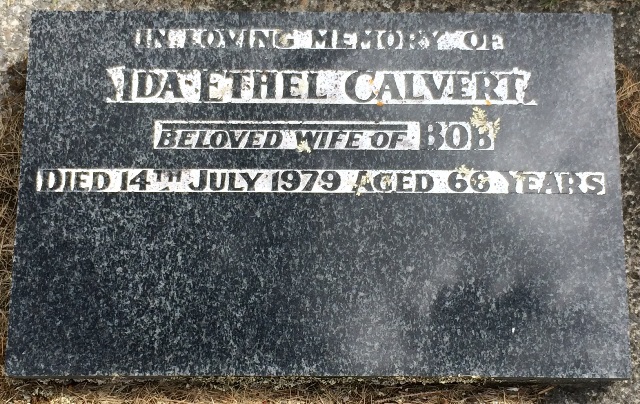 IN LOVING MEMORY OF
IDA ETHEL CALVERT
BELOVED WIFE OF BOB
DIED 14TH JULY 1979 AGED 66 YEARS